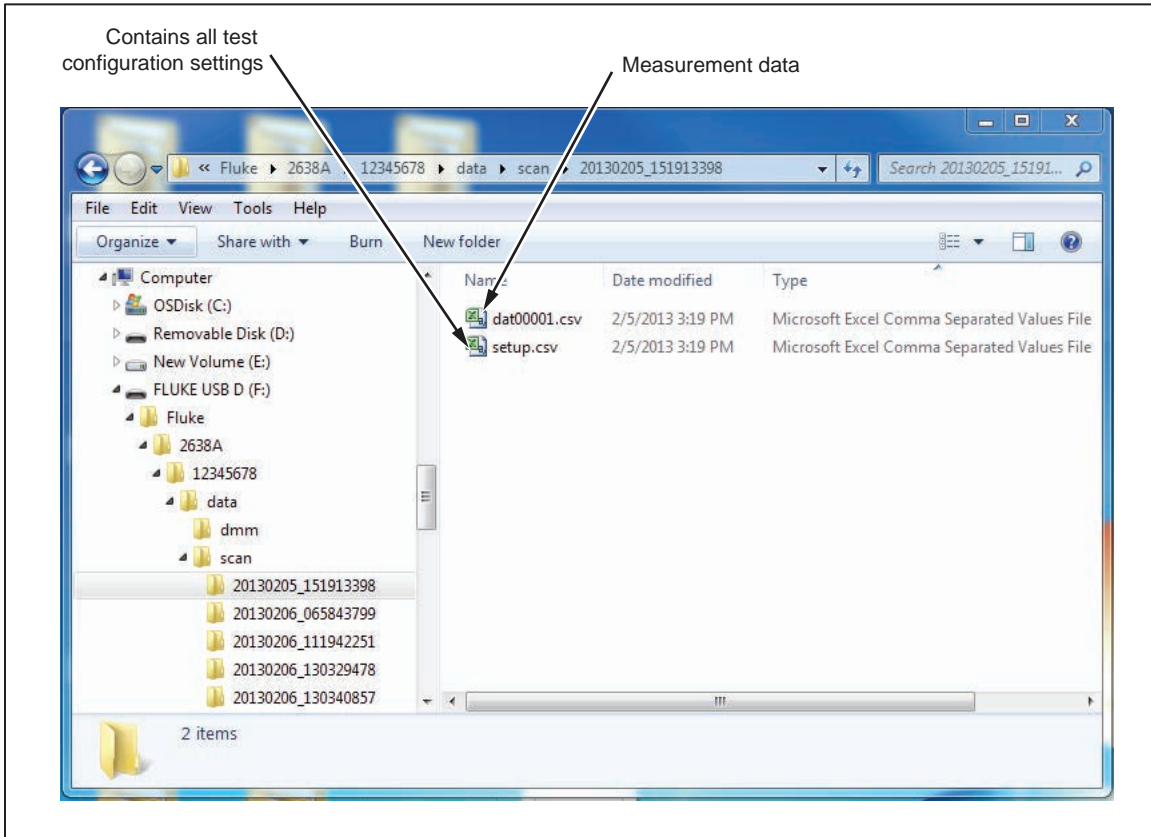 Contains all test
configuration settings
Measurement data
« Fluke 2638A 12345678 data scan 20130205_151913398
Search 20130205_15191...
File Edit View Tools Help
Organize Share with Burn New folder
Computer
OSDisk (C:)
Removable Disk (D:)
New Volume (E:)
FLUKE USB D (F:)
Fluke
2638A
12345678
data
dmm
scan
20130205_151913398
20130206_065843799
20130206_111942251
20130206_130329478
20130206_130340857
Name Date modified Type
dat00001.csv 2/5/2013 3:19 PM Microsoft Excel Comma Separated Values File
setup.csv 2/5/2013 3:19 PM Microsoft Excel Comma Separated Values File
2 items